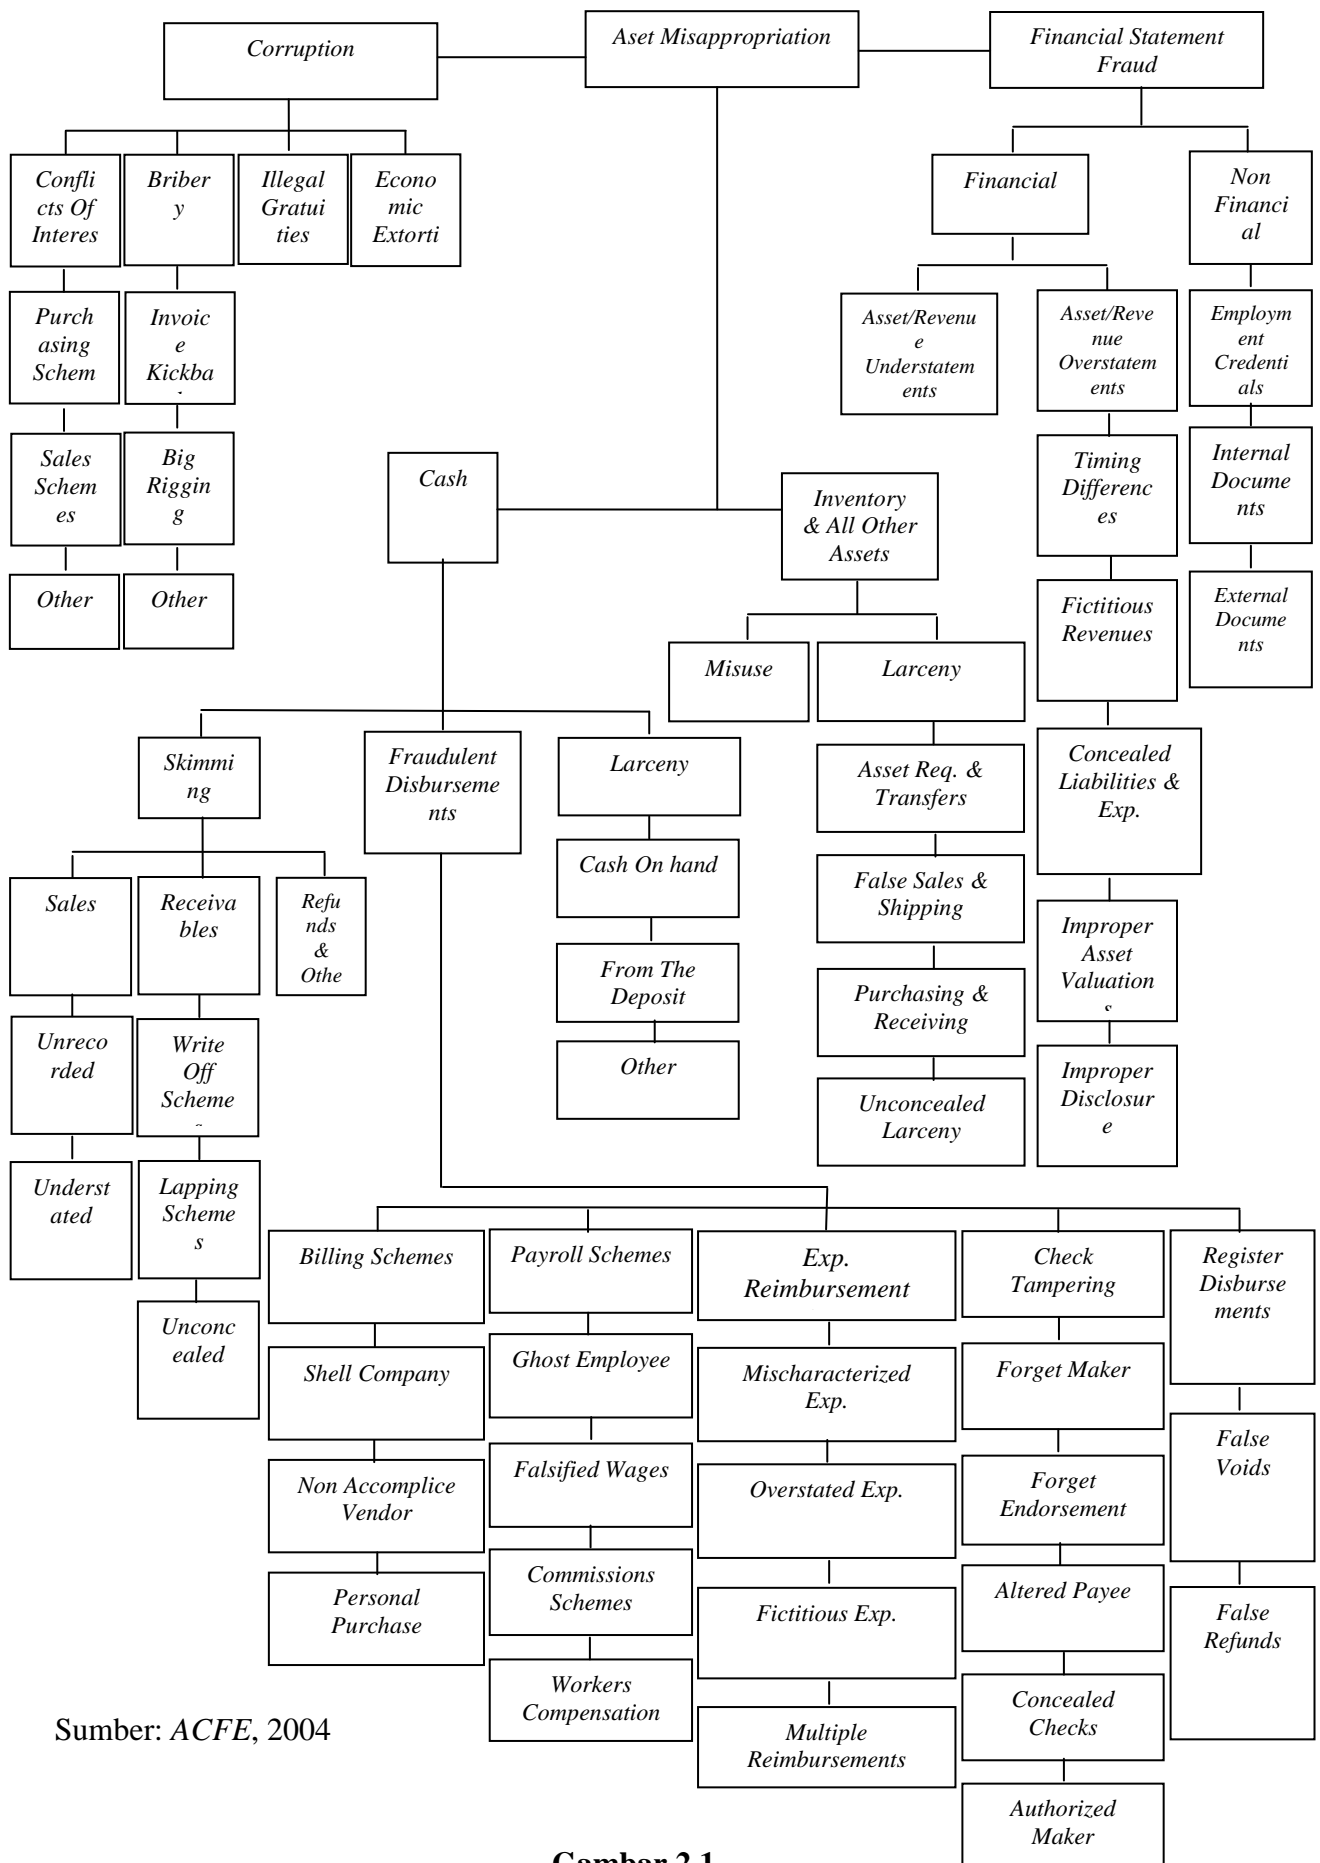 Corruption
Aset Misappropriation
Financial Statement
Fraud
Confli
cts Of
Interes
Briber
y
Illegal
Gratui
ties
Econo
mic
Extorti
Financial
Non
Financi
al
Purch
asing
Schem
Invoic
e
Kickba
Asset/Revenu
e
Understatem
ents
Asset/Reve
nue
Overstatem
ents
Employm
ent
Credenti
als
Sales
Schem
es
Big
Riggin
g
Cash
Inventory
& All Other
Assets
Timing
Differenc
es
Internal
Docume
nts
Other
Other
Fictitious
Revenues
External
Docume
nts
Misuse
Larceny
Skimmi
ng
Fraudulent
Disburseme
nts
Larceny
Asset Req. &
Transfers
Concealed
Liabilities &
Exp.
Sales
Receiva
bles
Refu
nds
&
Othe
Cash On hand
False Sales &
Shipping
Improper
Asset
Valuation
From The
Deposit
Purchasing &
Receiving
Unreco
rded
Write
Off
Scheme
Other
Unconcealed
Larceny
Improper
Disclosur
e
Underst
ated
Lapping
Scheme
s
Unconc
ealed
Billing Schemes
Payroll Schemes
Exp.
Reimbursement
Check
Tampering
Register
Disburse
ments
Shell Company
Ghost Employee
Mischaracterized
Exp.
Forget Maker
False
Voids
Non Accomplice
Vendor
Falsified Wages
Overstated Exp.
Forget
Endorsement
Personal
Purchase
Commissions
Schemes
Fictitious Exp.
Altered Payee
False
Refunds
Workers
Compensation
Multiple
Reimbursements
Concealed
Checks
Authorized
Maker
Sumber: ACFE, 2004
Gambar 2.1